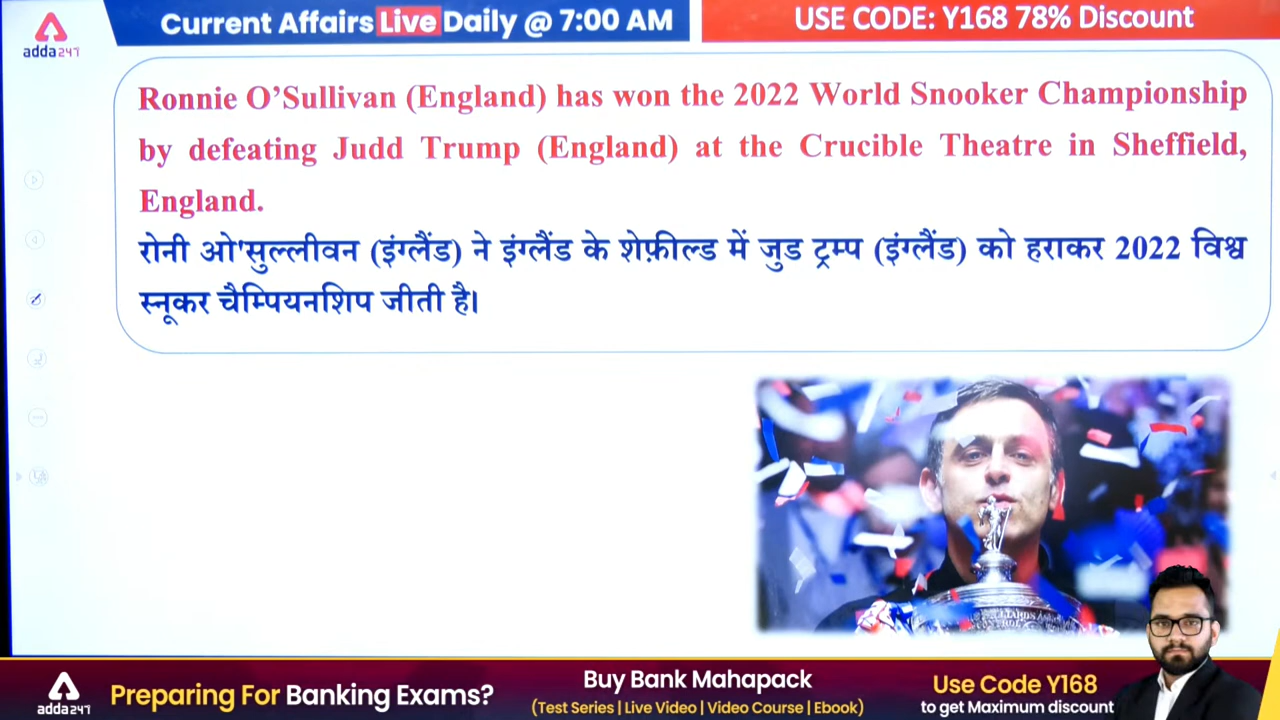 adda247
Current Affairs Live Daily @ 7:00 AM
USE CODE: Y168 78% Discount
Ronnie O’Sullivan (England) has won the 2022 World Snooker Championship
by defeating Judd Trump (England) at the Crucible Theatre in Sheffield,
England.
रोनी ओ'सुल्लीवन (इंग्लैंड) ने इंग्लैंड के शेफ़ील्ड में जुड ट्रम्प (इंग्लैंड) को हराकर 2022 विश्व
स्नूकर चैम्पियनशिप जीती है।
adda247
Preparing For Banking Exams?
Buy Bank Mahapack
(Test Series | Live Video | Video Course | Ebook)
Use Code Y168
to get Maximum discount